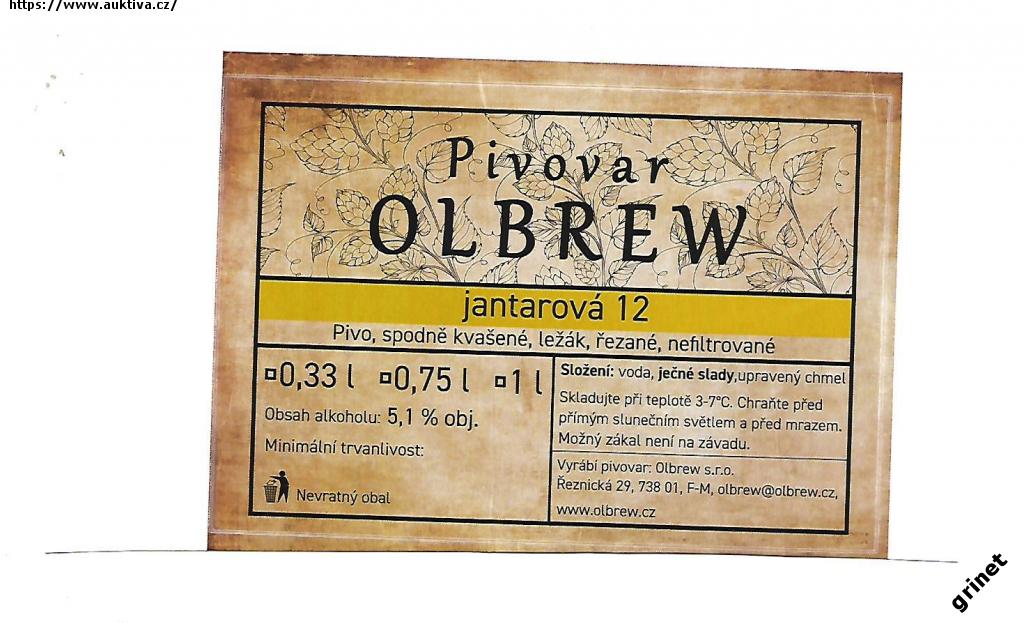 https://www.auktiva.cz/
Pivovar
OLBREW
jantarová 12
Pivo, spodně kvašené, ležák, řezané, nefiltrované
0,33 l 0,75 l 1 l
Obsah alkoholu: 5,1 % obj.
Minimální trvanlivost:
Nevratný obal
Složení: voda, ječné slady,upravený chmel
Skladujte při teplotě 3-7°C. Chraňte před
přímým slunečním světlem a před mrazem.
Možný zákal není na závadu.
Vyrábí pivovar: Olbrew s.r.o.
Řeznická 29, 738 01, F-M, olbrew@olbrew.cz,
www.olbrew.cz
grinet